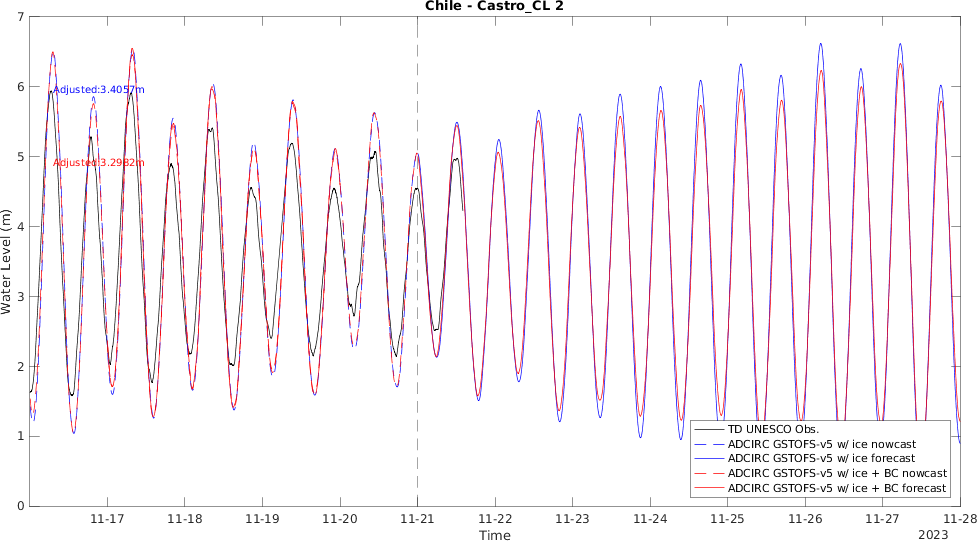 Chile - Castro_CL 2
7
6
5
4
3
2
1
0
Water Level (m)
Adjusted:3.4057m
Adjusted:3.2982m
TD UNESCO Obs.
ADCIRC GSTOFS-v5 w/ ice nowcast
ADCIRC GSTOFS-v5 w/ ice forecast
ADCIRC GSTOFS-v5 w/ ice + BC nowcast
ADCIRC GSTOFS-v5 w/ ice + BC forecast
11-17 11-18 11-19 11-20 11-21 11-22 11-23 11-24 11-25 11-26 11-27 11-28
Time
2023